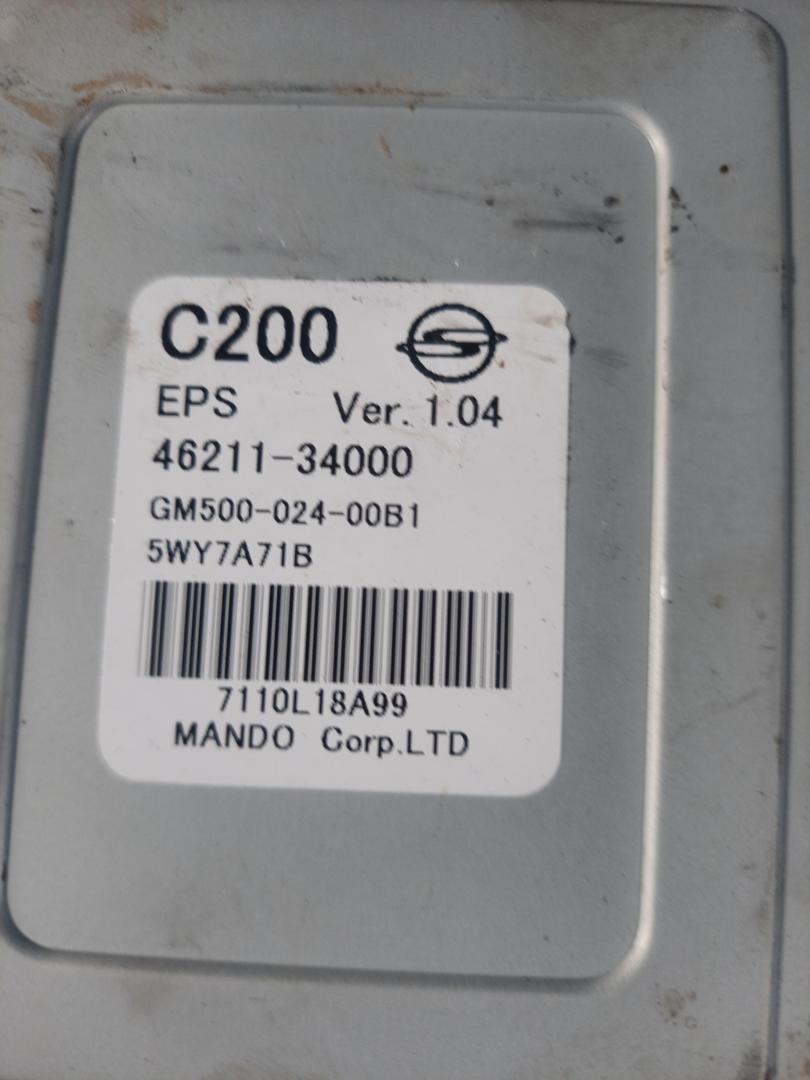 C200
EPS Ver. 1.04
46211-34000
GM500-024-00B1
5WY7A71B
7110L18A99
MANDO Corp.LTD